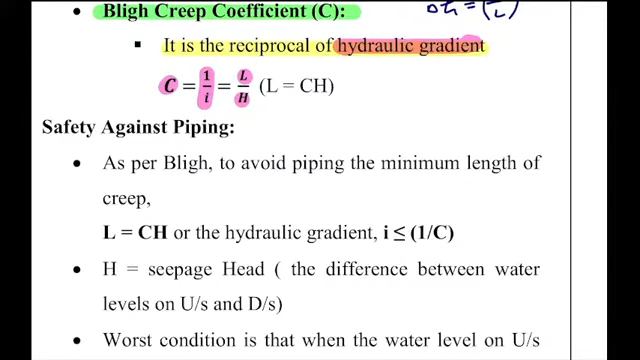 • Bligh Creep Coefficient (C):
▪ It is the reciprocal of hydraulic gradient
C = 1/i = L/H (L = CH)
Safety Against Piping:
• As per Bligh, to avoid piping the minimum length of
creep,
L = CH or the hydraulic gradient, i ≤ (1/C)
• H = seepage Head ( the difference between water
levels on U/s and D/s)
• Worst condition is that when the water level on U/s